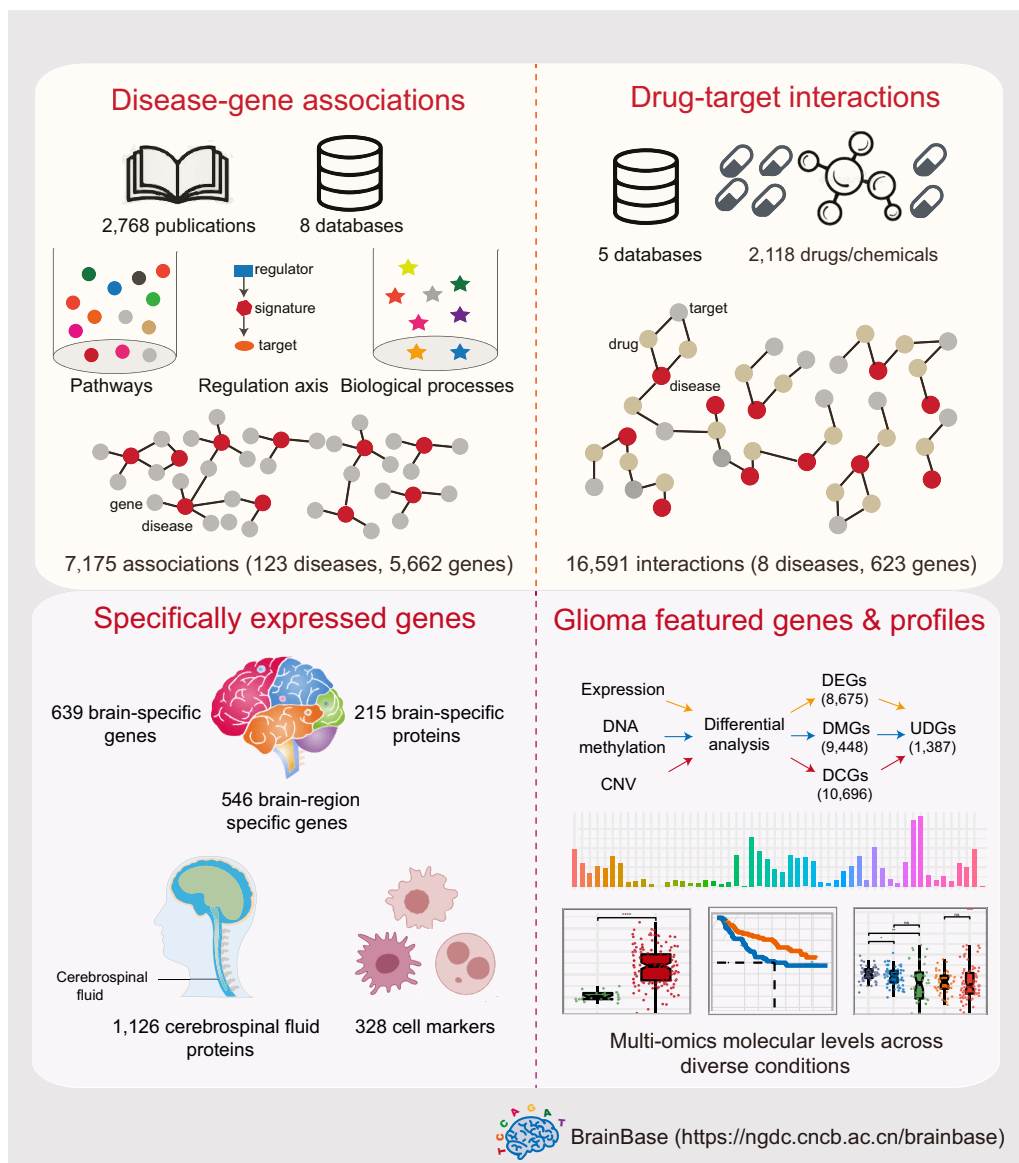 Disease-gene associations
2,768 publications
8 databases
regulator
signature
target
Pathways
Regulation axis
Biological processes
gene
disease
7,175 associations (123 diseases, 5,662 genes)
Drug-target interactions
5 databases
2,118 drugs/chemicals
target
drug
disease
16,591 interactions (8 diseases, 623 genes)
Specifically expressed genes
639 brain-specific
genes
215 brain-specific
proteins
546 brain-region
specific genes
Cerebrospinal
fluid
1,126 cerebrospinal fluid
proteins
328 cell markers
Glioma featured genes & profiles
Expression
DNA
methylation
CNV
Differential
analysis
DEGs
(8,675)
DMGs
(9,448)
DCGs
(10,696)
UDGs
(1,387)
****
ns
ns
Multi-omics molecular levels across
diverse conditions
TCCAGAT
BrainBase (https://ngdc.cncb.ac.cn/brainbase)